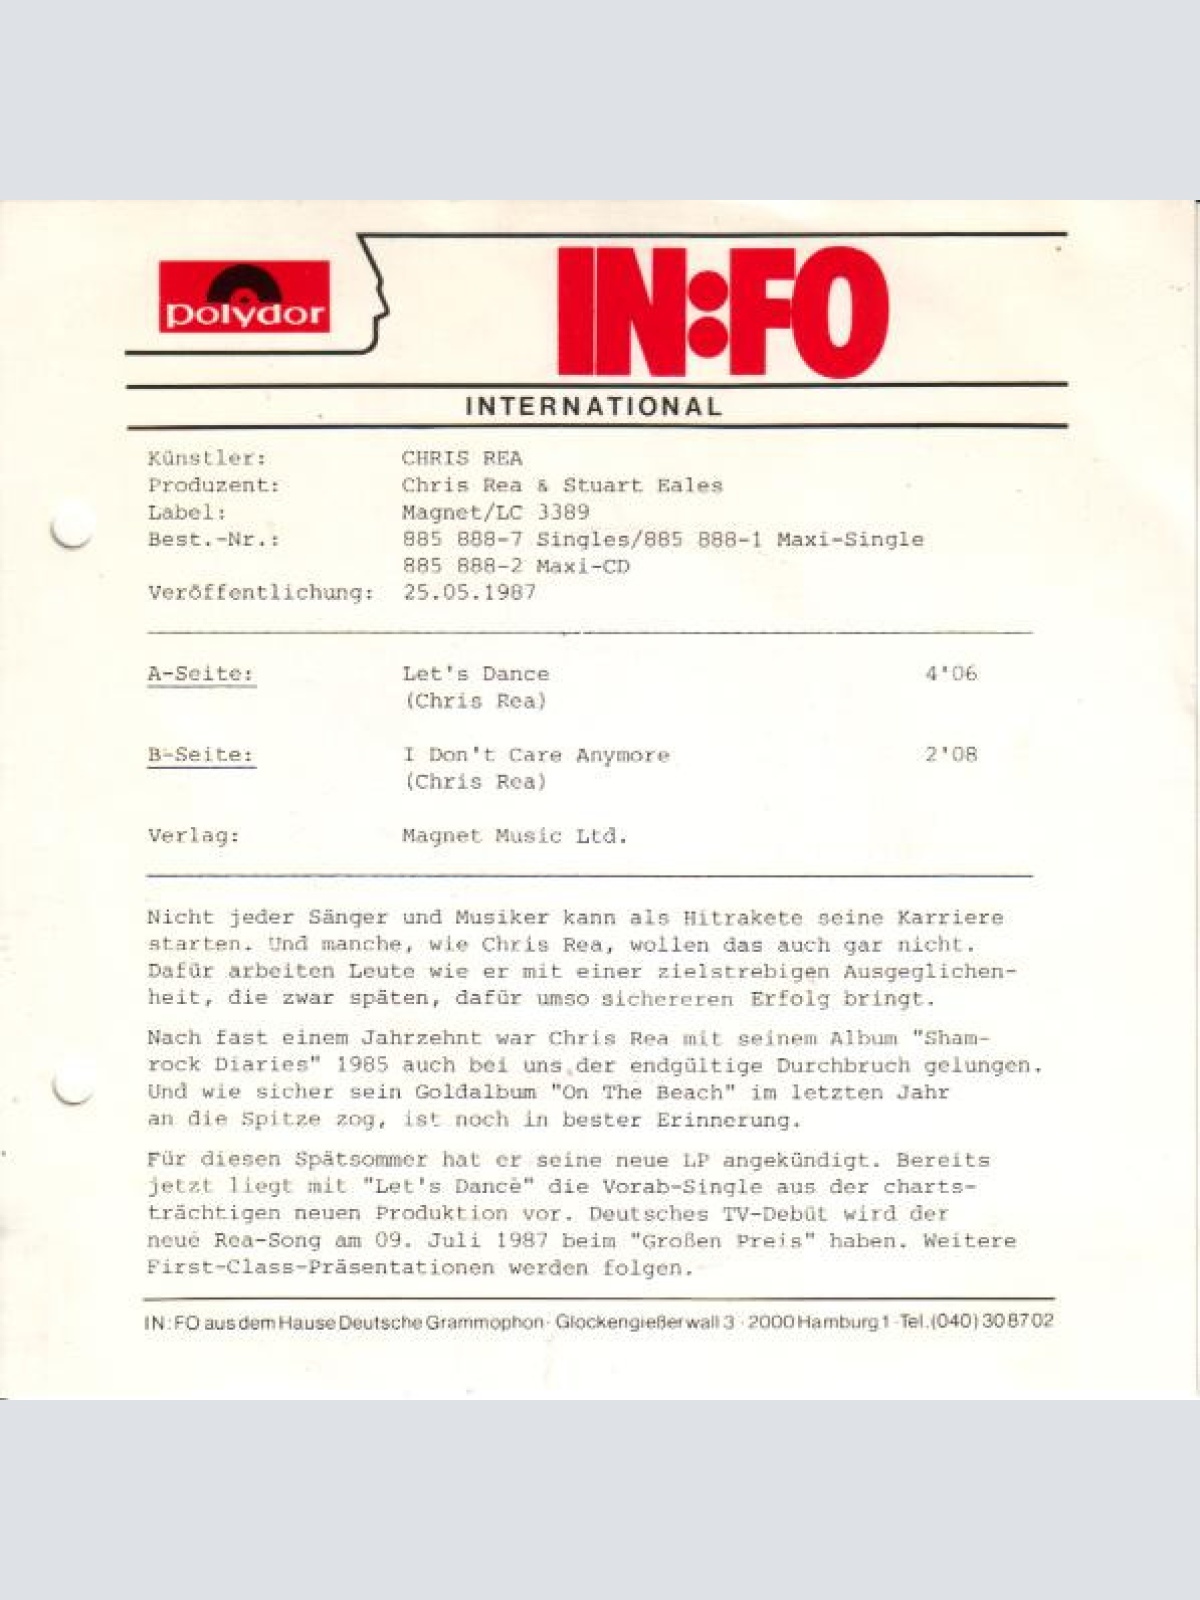 polydor
IN:FO
INTERNATIONAL
Künstler: CHRIS REA
Produzent: Chris Rea & Stuart Eales
Label: Magnet/LC 3389
Best.-Nr.: 885 888-7 Singles/885 888-1 Maxi-Single
885 888-2 Maxi-CD
Veröffentlichung: 25.05.1987
A-Seite: Let's Dance 4'06
(Chris Rea)
B-Seite: I Don't Care Anymore 2'08
(Chris Rea)
Verlag: Magnet Music Ltd.
Nicht jeder Sänger und Musiker kann als Hitrakete seine Karriere
starten. Und manche, wie Chris Rea, wollen das auch gar nicht.
Dafür arbeiten Leute wie er mit einer zielstrebigen Ausgeglichen-
heit, die zwar späten, dafür umso sichereren Erfolg bringt.
Nach fast einem Jahrzehnt war Chris Rea mit seinem Album "Sham-
rock Diaries" 1985 auch bei uns der endgültige Durchbruch gelungen.
Und wie sicher sein Goldalbum "On The Beach" im letzten Jahr
an die Spitze zog, ist noch in bester Erinnerung.
Für diesen Spätsommer hat er seine neue LP angekündigt. Bereits
jetzt liegt mit "Let's Dance" die Vorab-Single aus der charts-
trächtigen neuen Produktion vor. Deutsches TV-Debüt wird der
neue Rea-Song am 09. Juli 1987 beim "Großen Preis" haben. Weitere
First-Class-Präsentationen werden folgen.
IN:FO aus dem Hause Deutsche Grammophon · Glockengießerwall 3 · 2000 Hamburg 1 · Tel. (040) 30 87 02